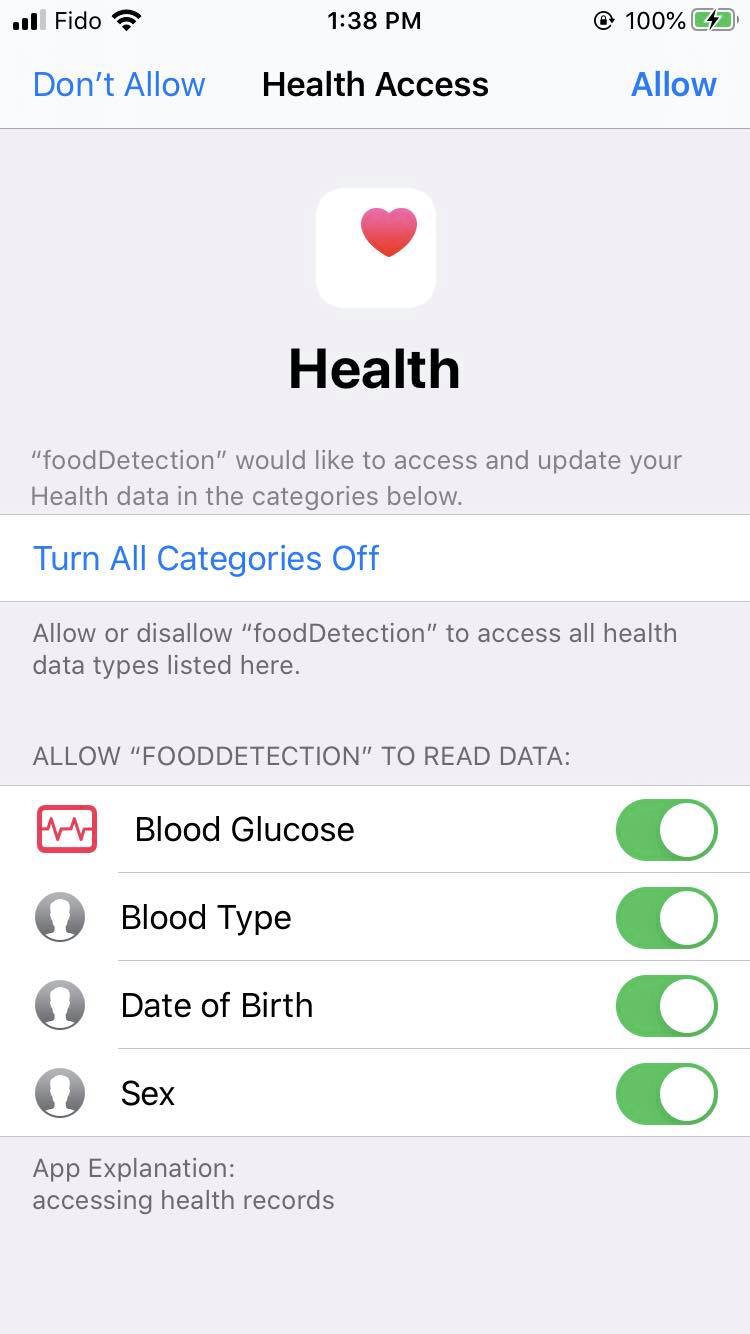 Fido 1:38 PM 100%
Don’t Allow Health Access Allow
Health
“foodDetection” would like to access and update your
Health data in the categories below.
Turn All Categories Off
Allow or disallow “foodDetection” to access all health
data types listed here.
ALLOW “FOODDETECTION” TO READ DATA:
Blood Glucose
Blood Type
Date of Birth
Sex
App Explanation:
accessing health records